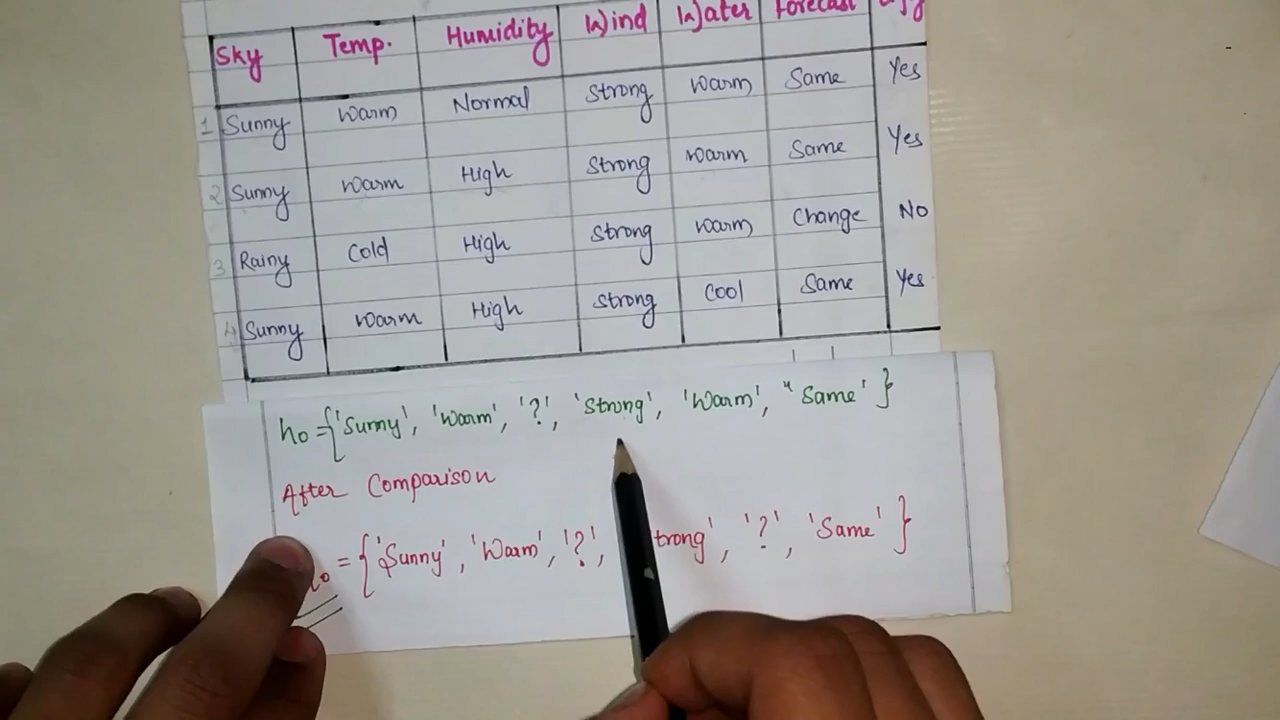 Sky Temp. Humidity Wind Water Forecast
1 Sunny Warm Normal Strong Warm Same Yes
2 Sunny Warm High Strong Warm Same Yes
3 Rainy Cold High Strong Warm Change No
4 Sunny Warm High Strong Cool Same Yes
ho = {'Sunny', 'Warm', '?', 'Strong', 'Warm', "Same' }
After Comparison
= {'Sunny', 'Warm', '?', trong', '?', 'Same' }